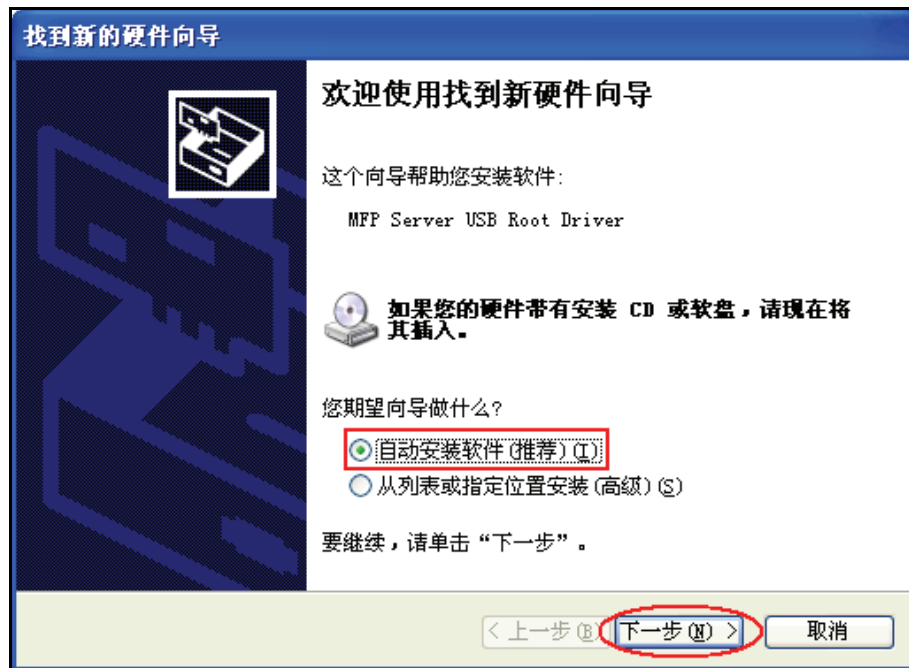 找到新的硬件向导
欢迎使用找到新硬件向导
这个向导帮助您安装软件:
MFP Server USB Root Driver
如果您的硬件带有安装 CD 或软盘，请现在将
其插入。
您期望向导做什么?
自动安装软件(推荐)(I)
从列表或指定位置安装(高级)(S)
要继续，请单击“下一步”。
< 上一步(B) 下一步(N) > 取消